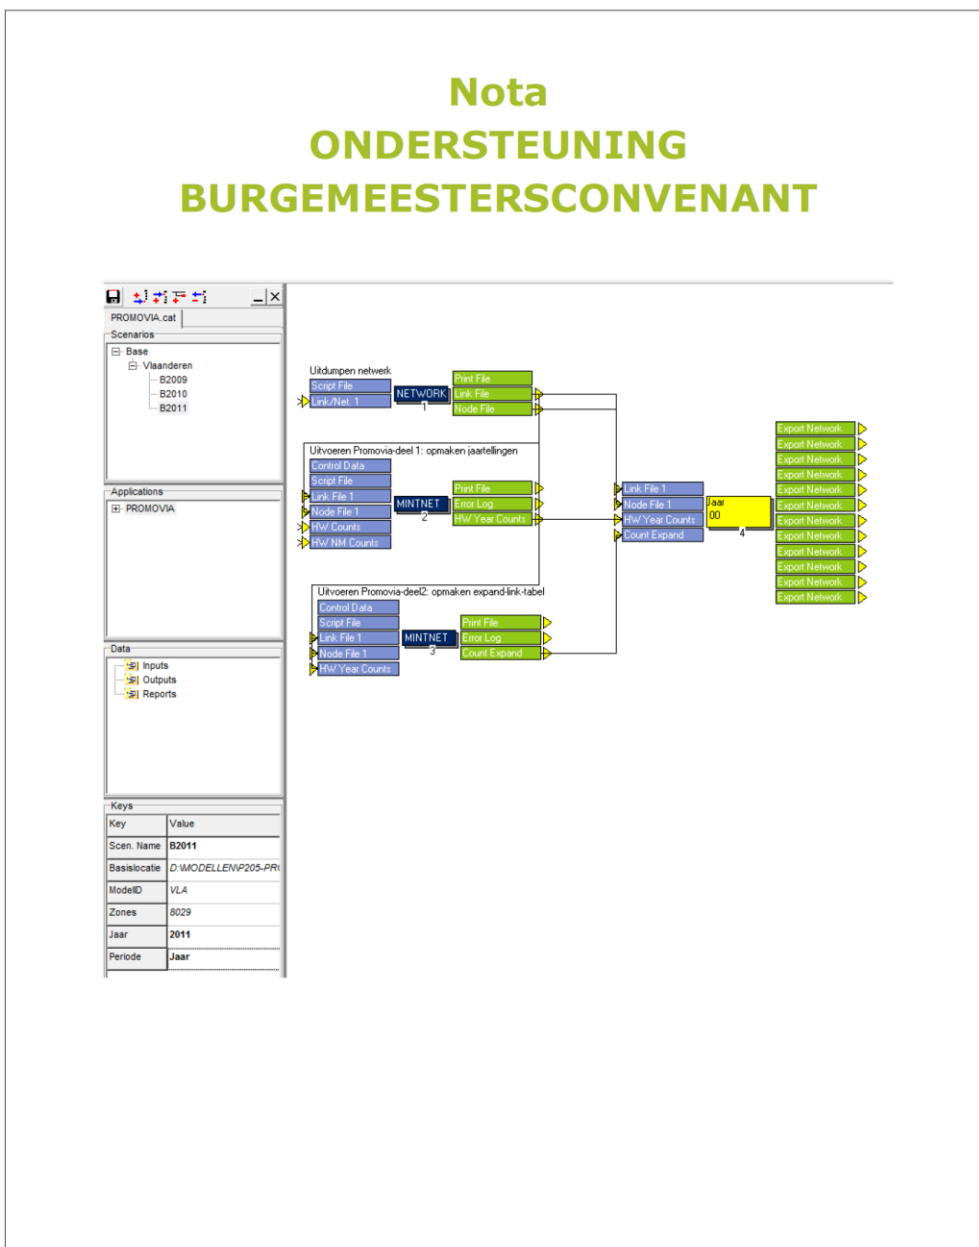 Nota
ONDERSTEUNING
BURGEMEESTERSCONVENANT
PROMOVIA.cat
Scenarios
Base
Vlaanderen
B2009
B2010
B2011
Applications
PROMOVIA
Data
Inputs
Outputs
Reports
Keys
Key Value
Scen. Name B2011
Basislocatie D:\MODELLEN\P205-PR
ModelID VLA
Zones 8029
Jaar 2011
Periode Jaar
Uitdumpen netwerk
Script File
Link/Net. 1
NETWORK
1
Print File
Link File
Node File
Uitvoeren Promovia-deel 1: opmaken jaartellingen
Control Data
Script File
Link File 1
Node File 1
HW Counts
HW NM Counts
MINTNET
2
Print File
Error Log
HW Year Counts
Uitvoeren Promovia-deel2: opmaken expand-link-tabel
Control Data
Script File
Link File 1
Node File 1
HW Year Counts
MINTNET
3
Print File
Error Log
Count Expand
Link File 1
Node File 1
HW Year Counts
Count Expand
Jaar
00
4
Export Network
Export Network
Export Network
Export Network
Export Network
Export Network
Export Network
Export Network
Export Network
Export Network
Export Network
Export Network